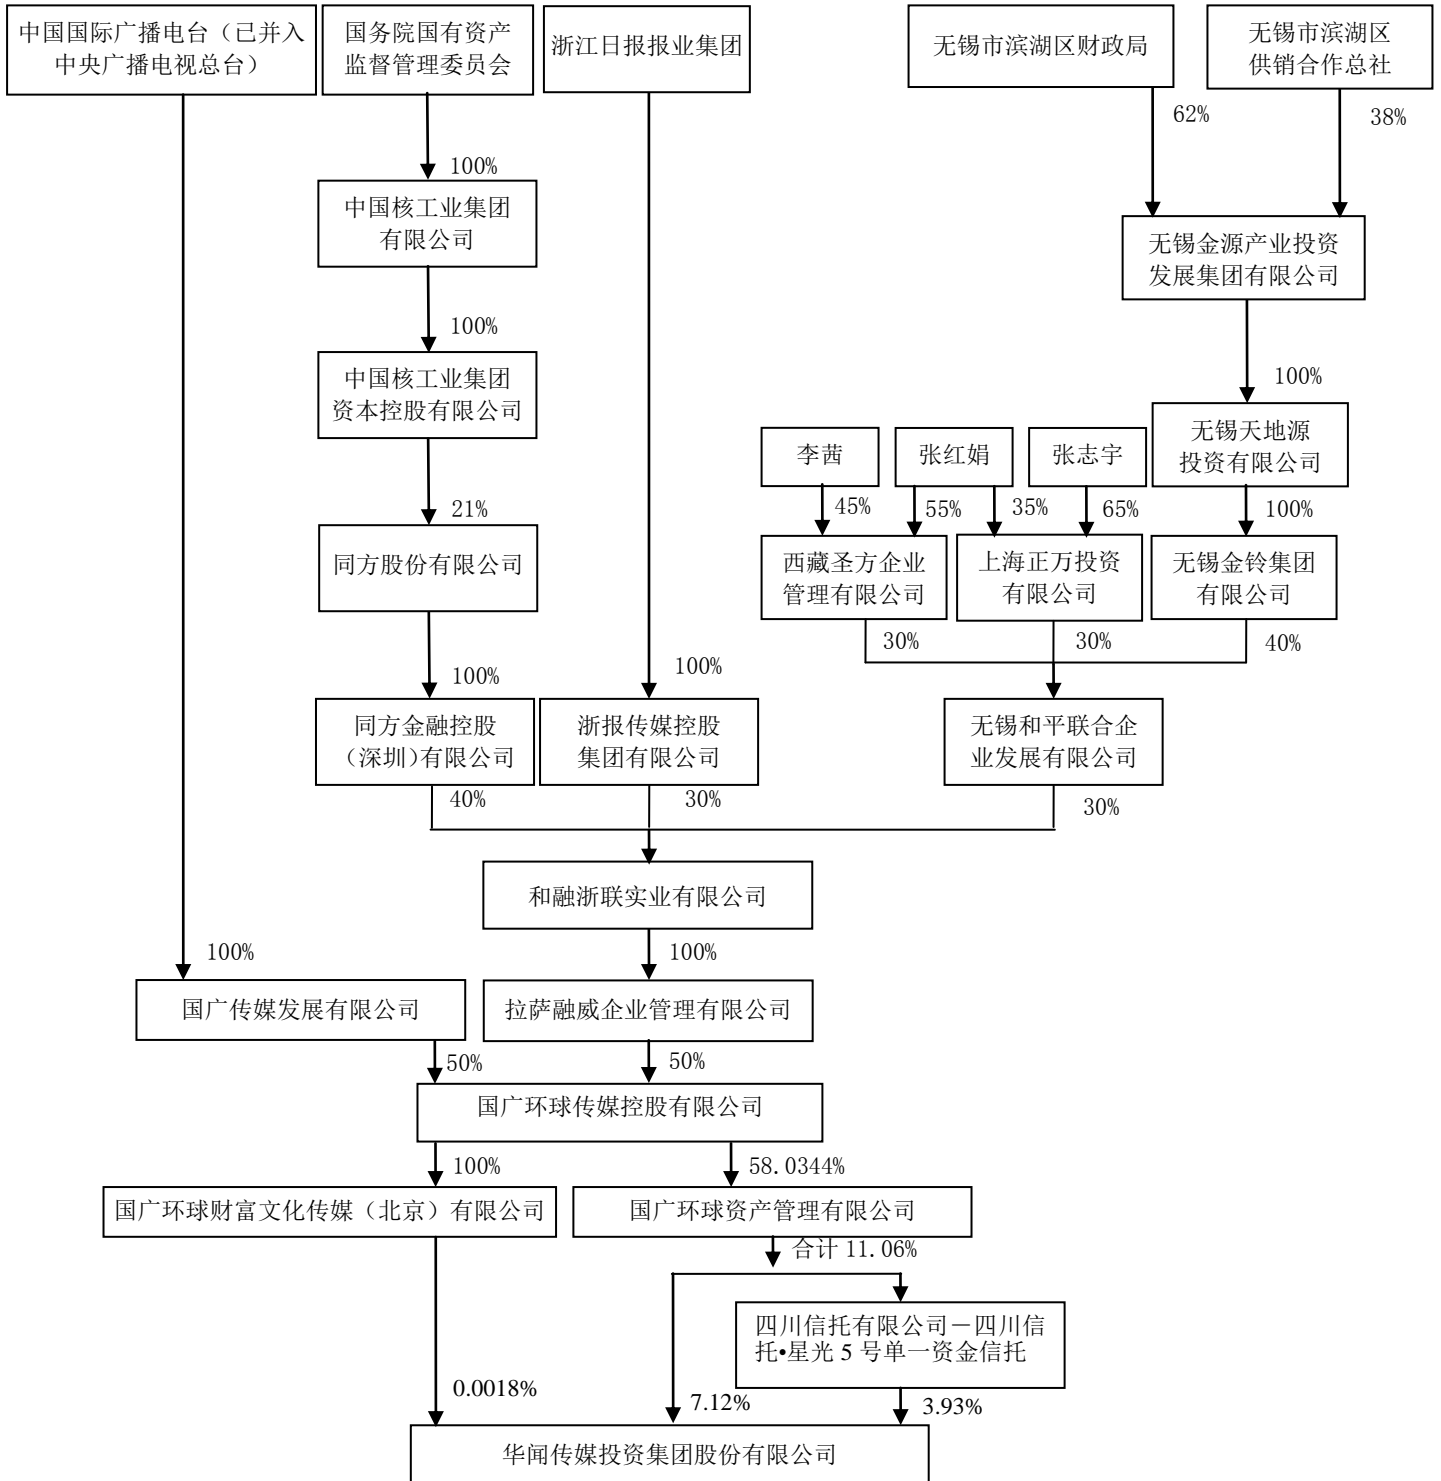 中国国际广播电台（已并入
中央广播电视总台）
国务院国有资产
监督管理委员会
浙江日报报业集团
无锡市滨湖区财政局
无锡市滨湖区
供销合作总社
62%
38%
100%
中国核工业集团
有限公司
无锡金源产业投资
发展集团有限公司
100%
中国核工业集团
资本控股有限公司
100%
无锡天地源
投资有限公司
李茜
张红娟
张志宇
21%
45%
55%
35%
65%
100%
同方股份有限公司
西藏圣方企业
管理有限公司
上海正万投资
有限公司
无锡金铃集团
有限公司
30%
30%
40%
100%
100%
同方金融控股
（深圳)有限公司
浙报传媒控股
集团有限公司
无锡和平联合企
业发展有限公司
40%
30%
30%
和融浙联实业有限公司
100%
100%
国广传媒发展有限公司
拉萨融威企业管理有限公司
50%
50%
国广环球传媒控股有限公司
100%
58.0344%
国广环球财富文化传媒（北京）有限公司
国广环球资产管理有限公司
合计 11.06%
四川信托有限公司－四川信
托•星光 5 号单一资金信托
0.0018%
7.12%
3.93%
华闻传媒投资集团股份有限公司